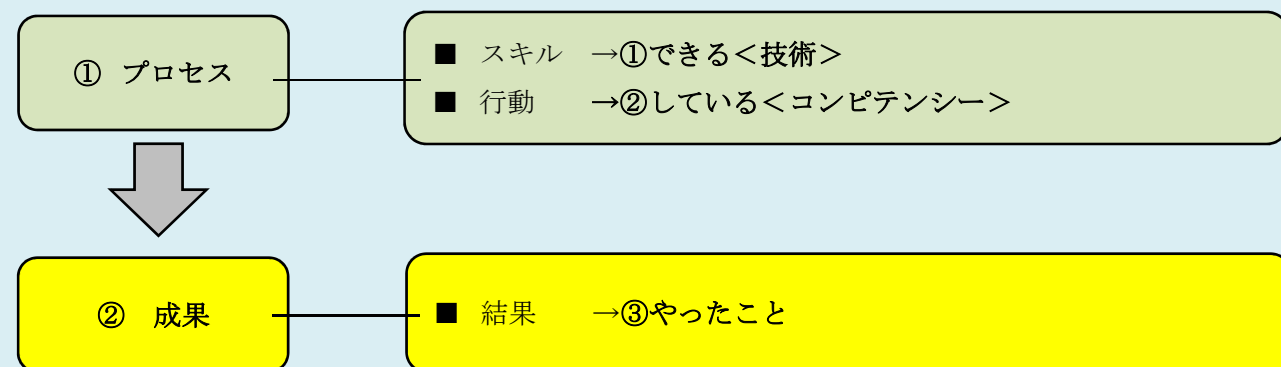 ① プロセス
■ スキル →①できる＜技術＞
■ 行動 →②している＜コンピテンシー＞
② 成果
■ 結果 →③やったこと